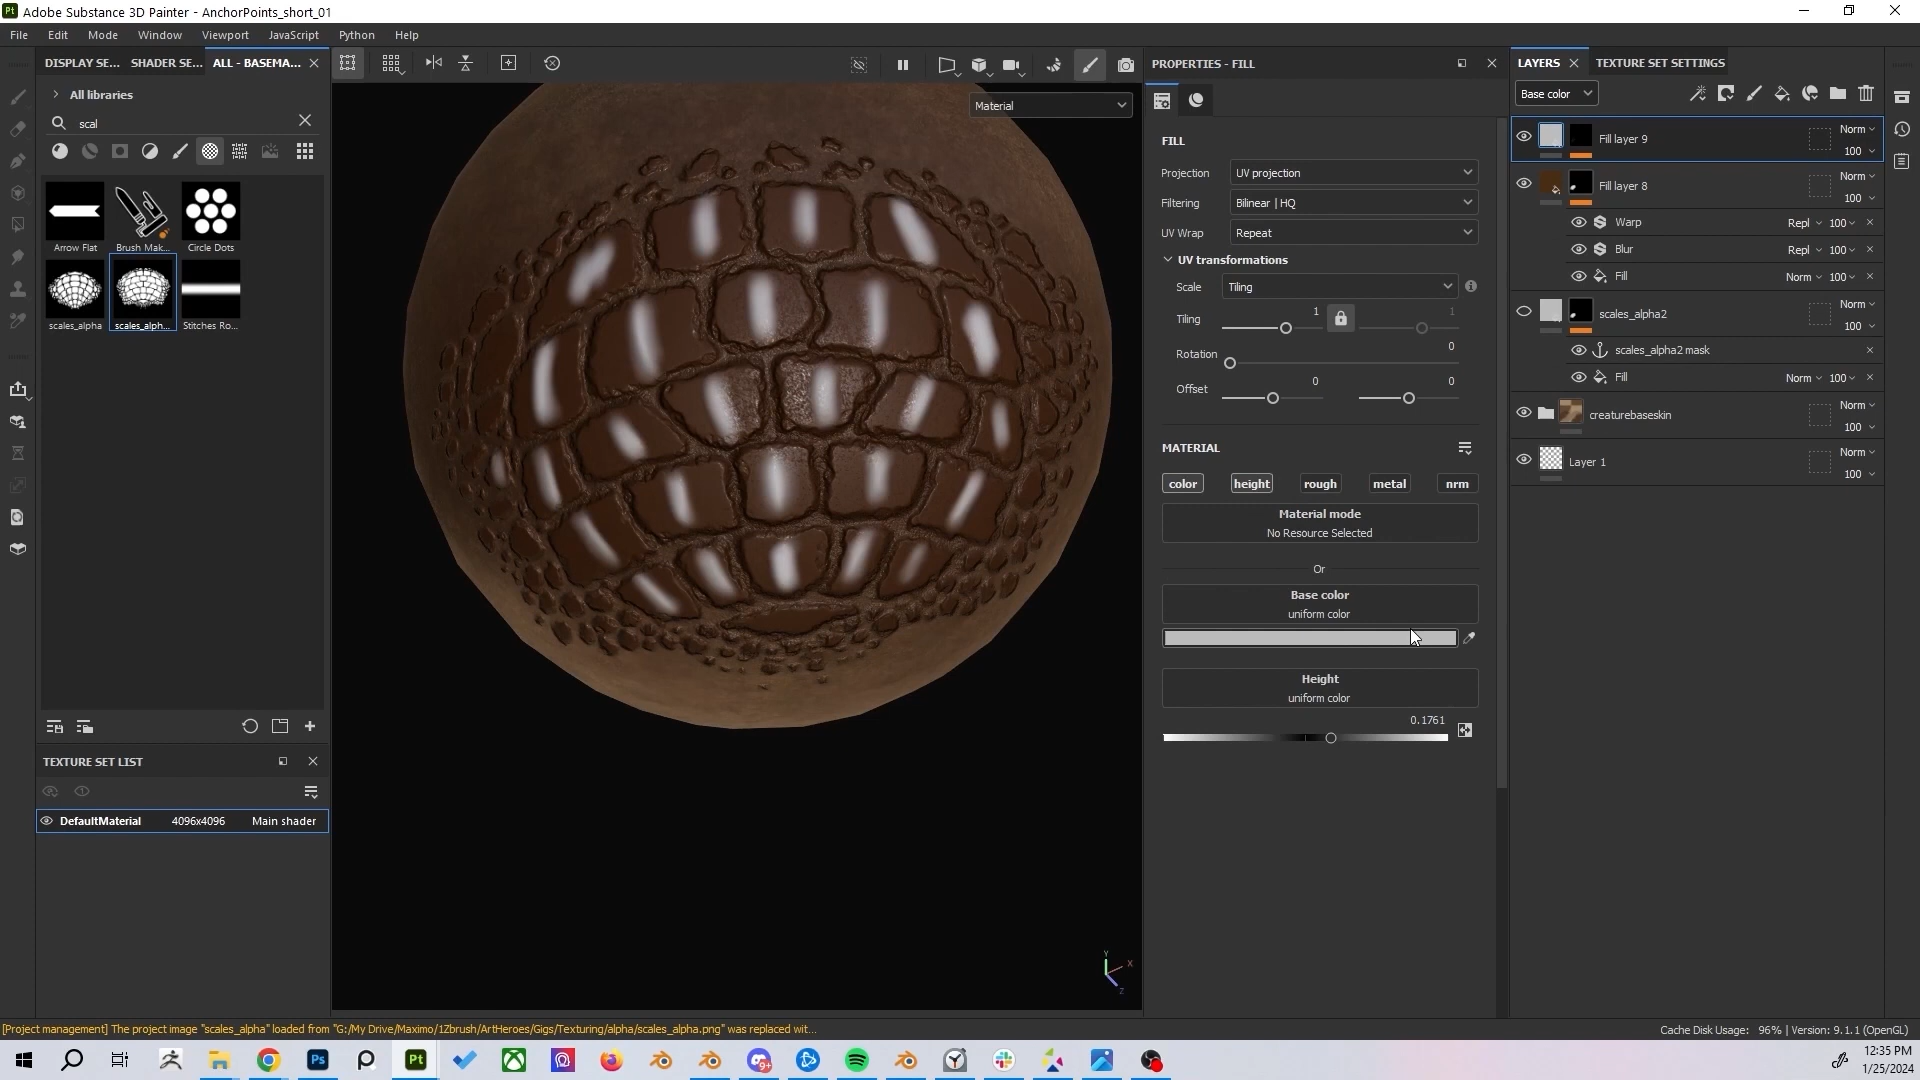 Pt Adobe Substance 3D Painter - AnchorPoints_short_01
File Edit Mode Window Viewport JavaScript Python Help
DISPLAY SE... SHADER SE... ALL - BASEMA...
All libraries
scal
Arrow Flat Brush Mak... Circle Dots
scales_alpha scales_alph... Stitches Ro...
TEXTURE SET LIST
DefaultMaterial 4096x4096 Main shader
Material
Y
X
Z
PROPERTIES - FILL
FILL
Projection UV projection
Filtering Bilinear | HQ
UV Wrap Repeat
UV transformations
Scale Tiling
Tiling 1 1
Rotation 0
Offset 0 0
MATERIAL
color height rough metal nrm
Material mode
No Resource Selected
Or
Base color
uniform color
Height
uniform color
0.1761
LAYERS TEXTURE SET SETTINGS
Base color
Fill layer 9 Norm
100
Fill layer 8 Norm
100
Warp Repl 100
Blur Repl 100
Fill Norm 100
scales_alpha2 Norm
100
scales_alpha2 mask
Fill Norm 100
creaturebaseskin Norm
100
Layer 1 Norm
100
[Project management] The project image "scales_alpha" loaded from "G:/My Drive/Maximo/1Zbrush/ArtHeroes/Gigs/Texturing/alpha/scales_alpha.png" was replaced wit...
Cache Disk Usage: 96% | Version: 9.1.1 (OpenGL)
Ps Pt 9+
12:35 PM
1/25/2024